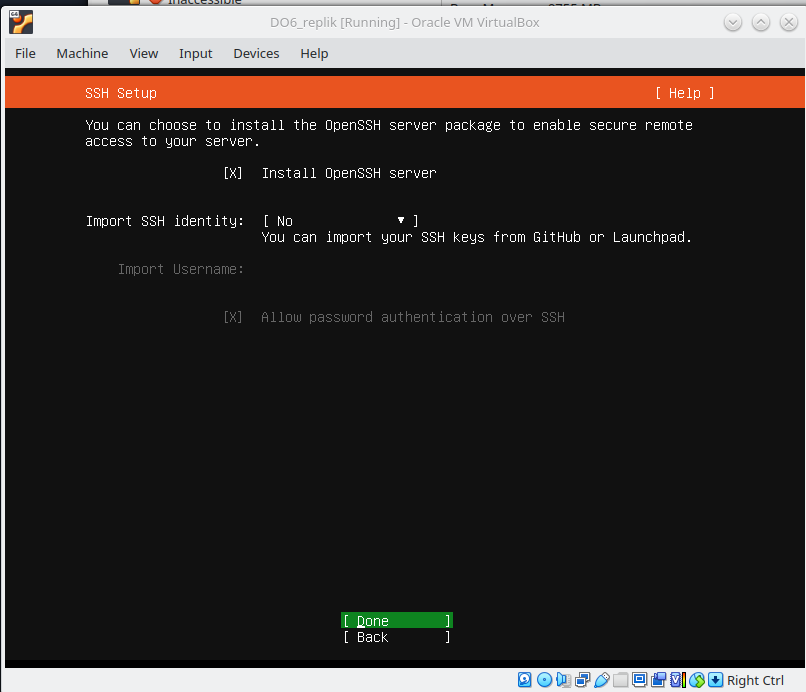 Inaccessible
DO6_replik [Running] - Oracle VM VirtualBox
File Machine View Input Devices Help
SSH Setup [ Help ]
You can choose to install the OpenSSH server package to enable secure remote
access to your server.
[X] Install OpenSSH server
Import SSH identity: [ No ▼ ]
You can import your SSH keys from GitHub or Launchpad.
Import Username:
[X] Allow password authentication over SSH
[ Done ]
[ Back ]
Right Ctrl